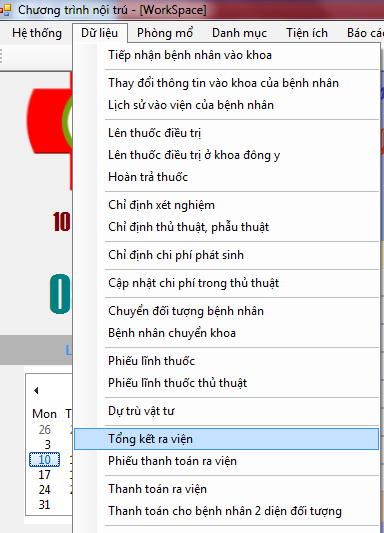 Chương trình nội trú - [WorkSpace]
Hệ thống Dữ liệu Phòng mổ Danh mục Tiện ích Báo cáo
Tiếp nhận bệnh nhân vào khoa
Thay đổi thông tin vào khoa của bệnh nhân
Lịch sử vào viện của bệnh nhân
Lên thuốc điều trị
Lên thuốc điều trị ở khoa đông y
Hoàn trả thuốc
Chỉ định xét nghiệm
Chỉ định thủ thuật, phẫu thuật
Chỉ định chi phí phát sinh
Cập nhật chi phí trong thủ thuật
Chuyển đối tượng bệnh nhân
Bệnh nhân chuyển khoa
Phiếu lĩnh thuốc
Phiếu lĩnh thuốc thủ thuật
Dự trù vật tư
Tổng kết ra viện
Phiếu thanh toán ra viện
Thanh toán ra viện
Thanh toán cho bệnh nhân 2 diện đối tượng
10
0
L
Mon T
26
3
10
17
24
31